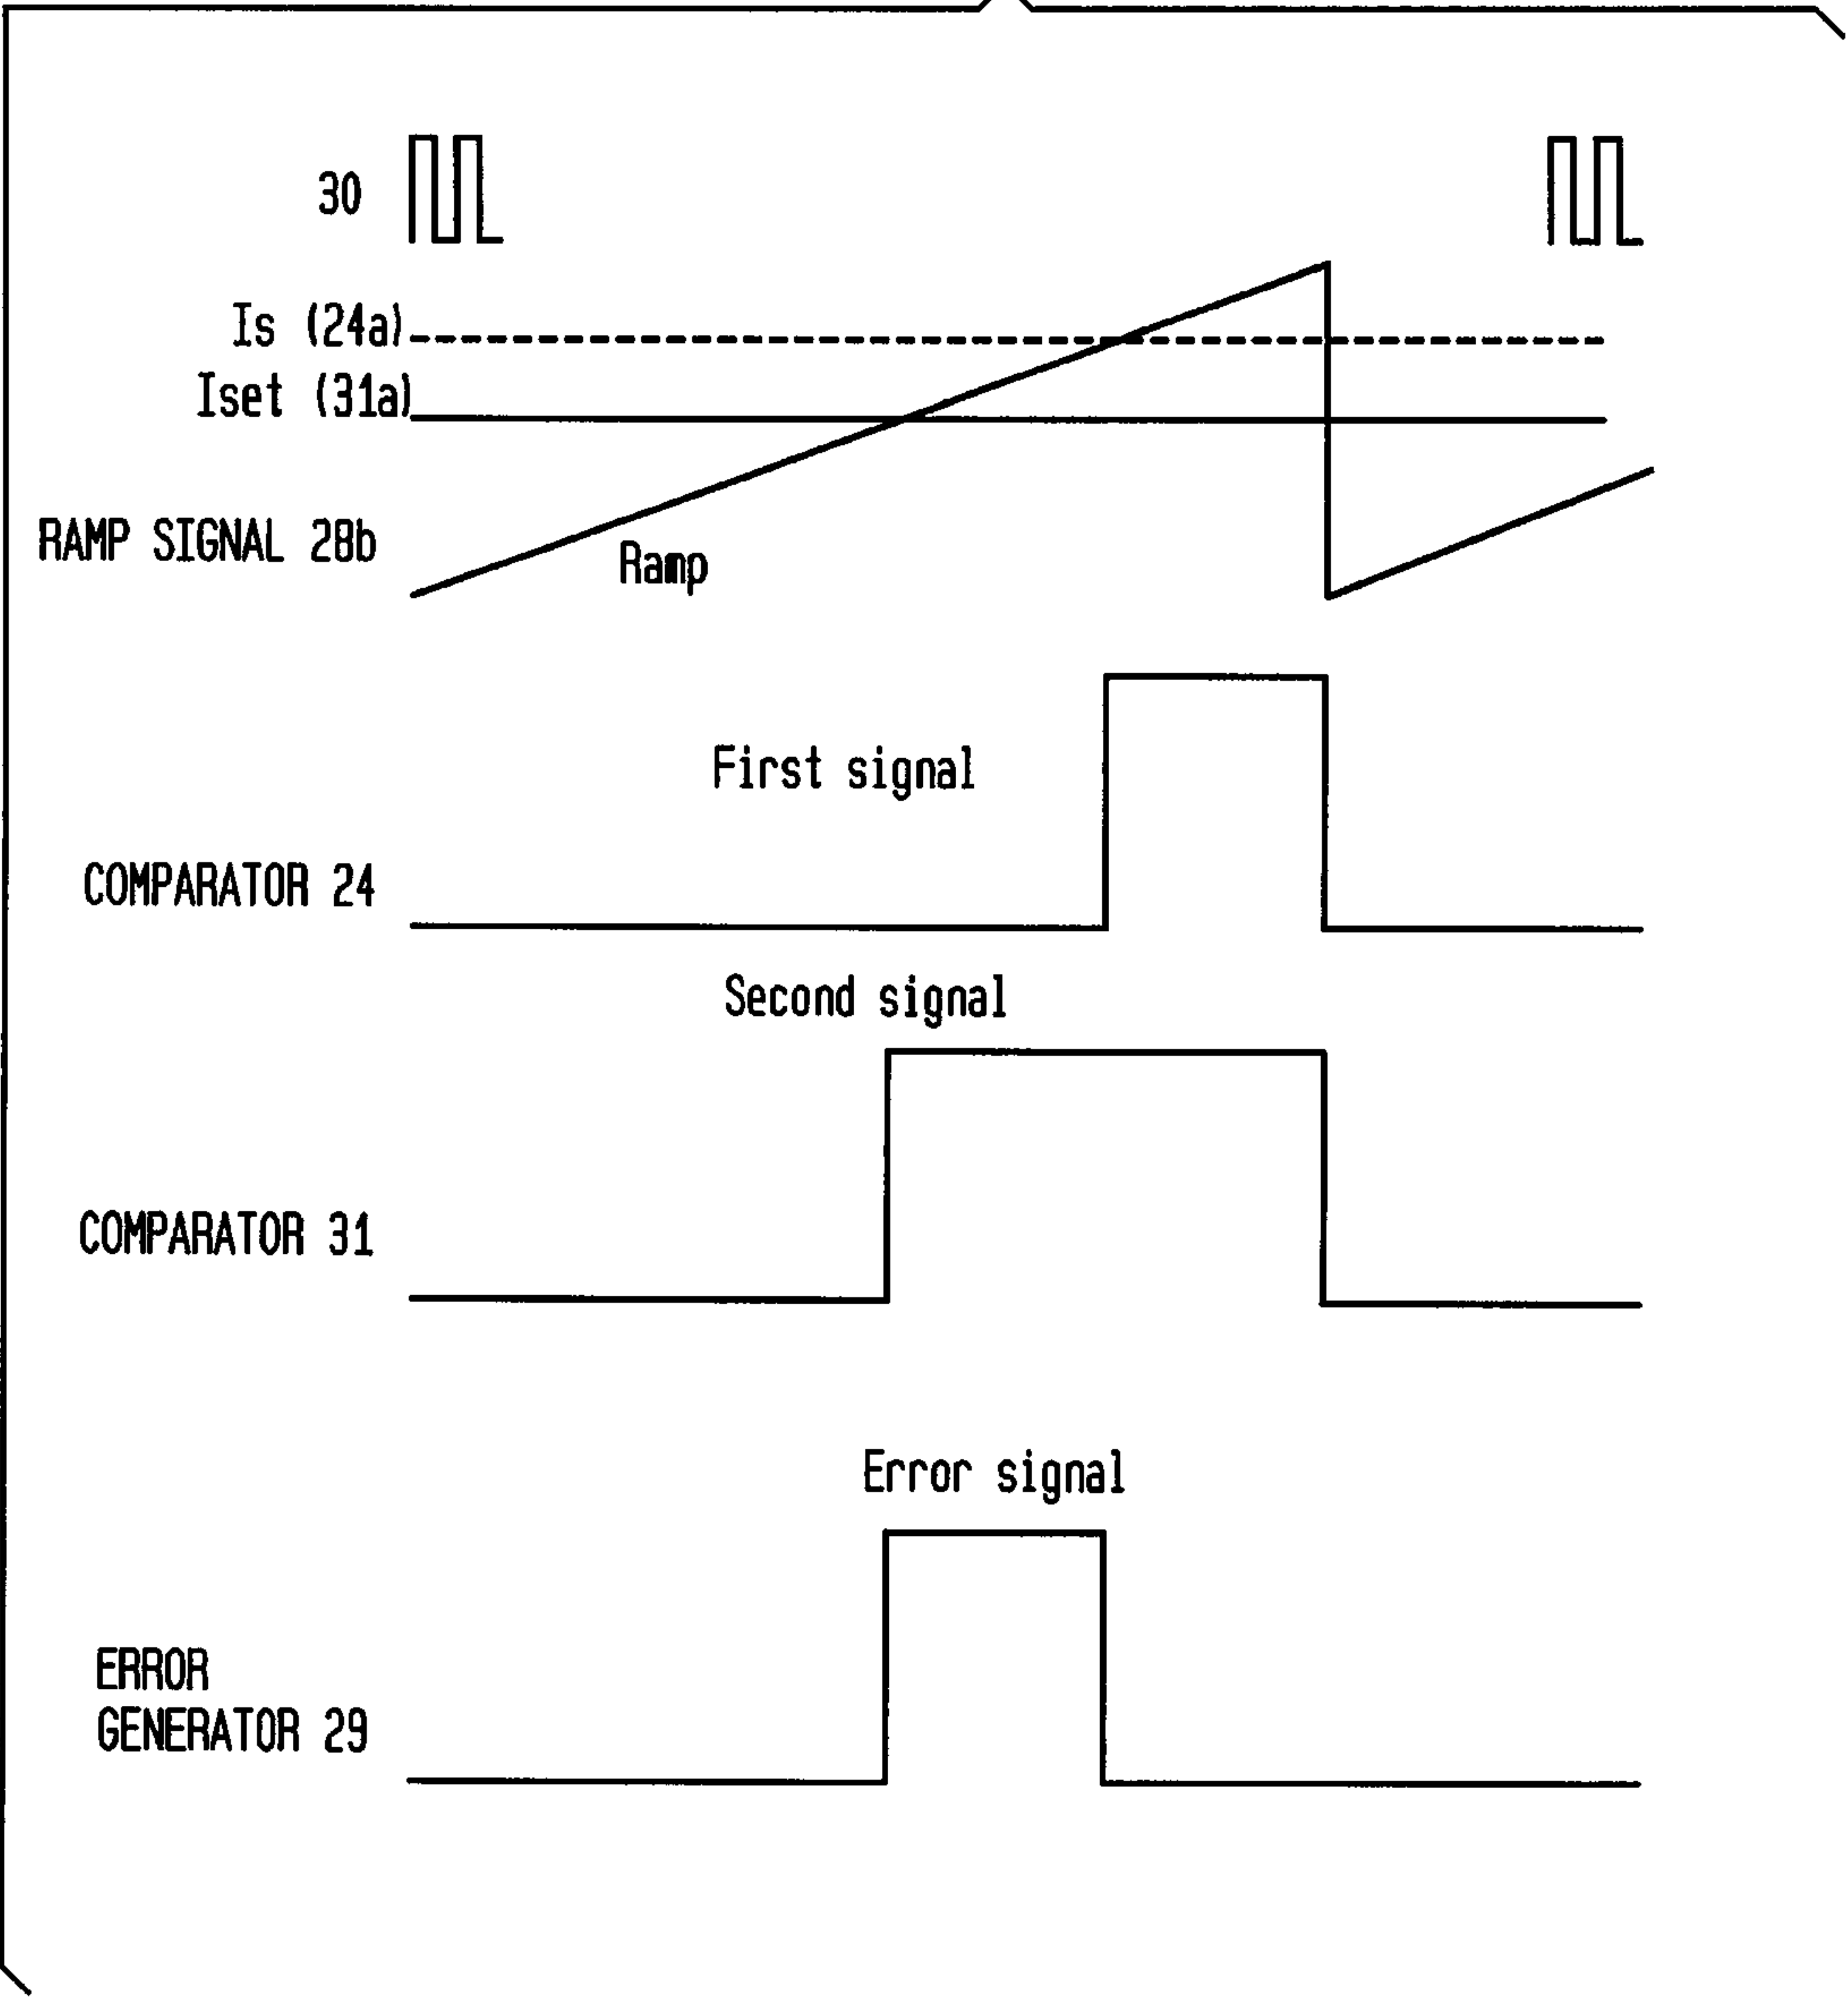 30
Is (24a)
Iset (31a)
RAMP SIGNAL 28b
Ramp
First signal
COMPARATOR 24
Second signal
COMPARATOR 31
Error signal
ERROR
GENERATOR 29